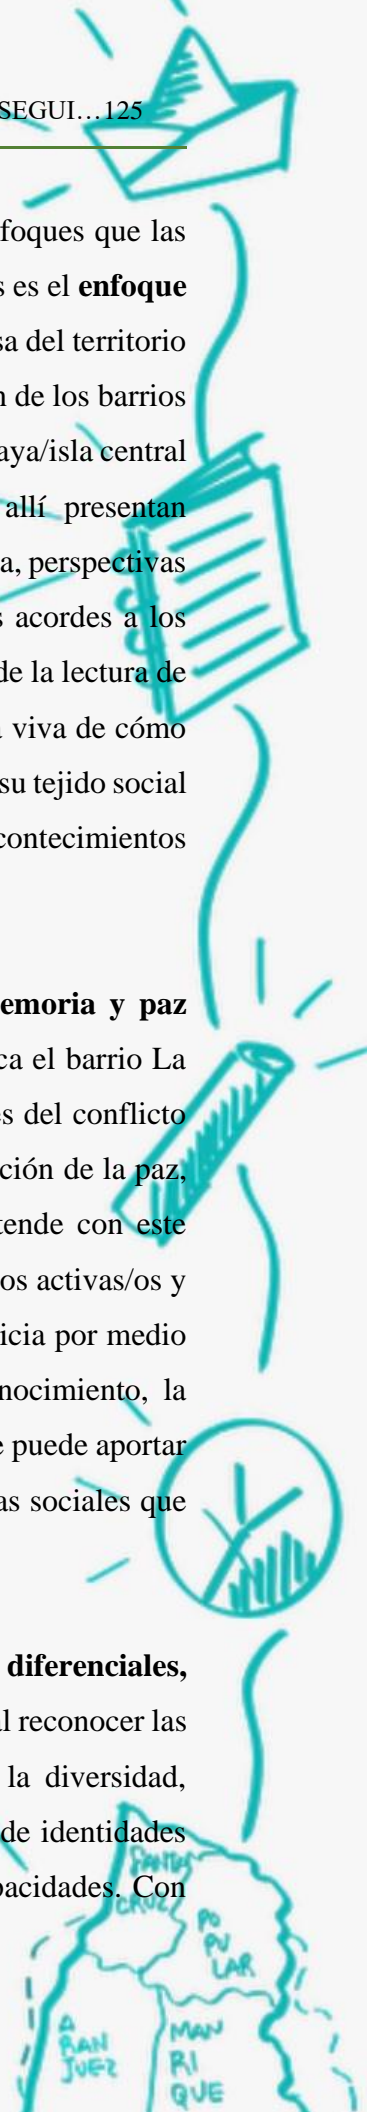 SEGUI…125
foques que las
s es el enfoque
sa del territorio
n de los barrios
aya/isla central
allí presentan
a, perspectivas
s acordes a los
de la lectura de
a viva de cómo
su tejido social
contecimientos
emoria y paz
ca el barrio La
es del conflicto
ción de la paz,
tende con este
os activas/os y
icia por medio
nocimiento, la
e puede aportar
as sociales que
diferenciales,
al reconocer las
la diversidad,
de identidades
pacidades. Con
SANTA
CRUZ
PO
PU
LAR
A
RAN
JUEZ
MAN
RI
QUE